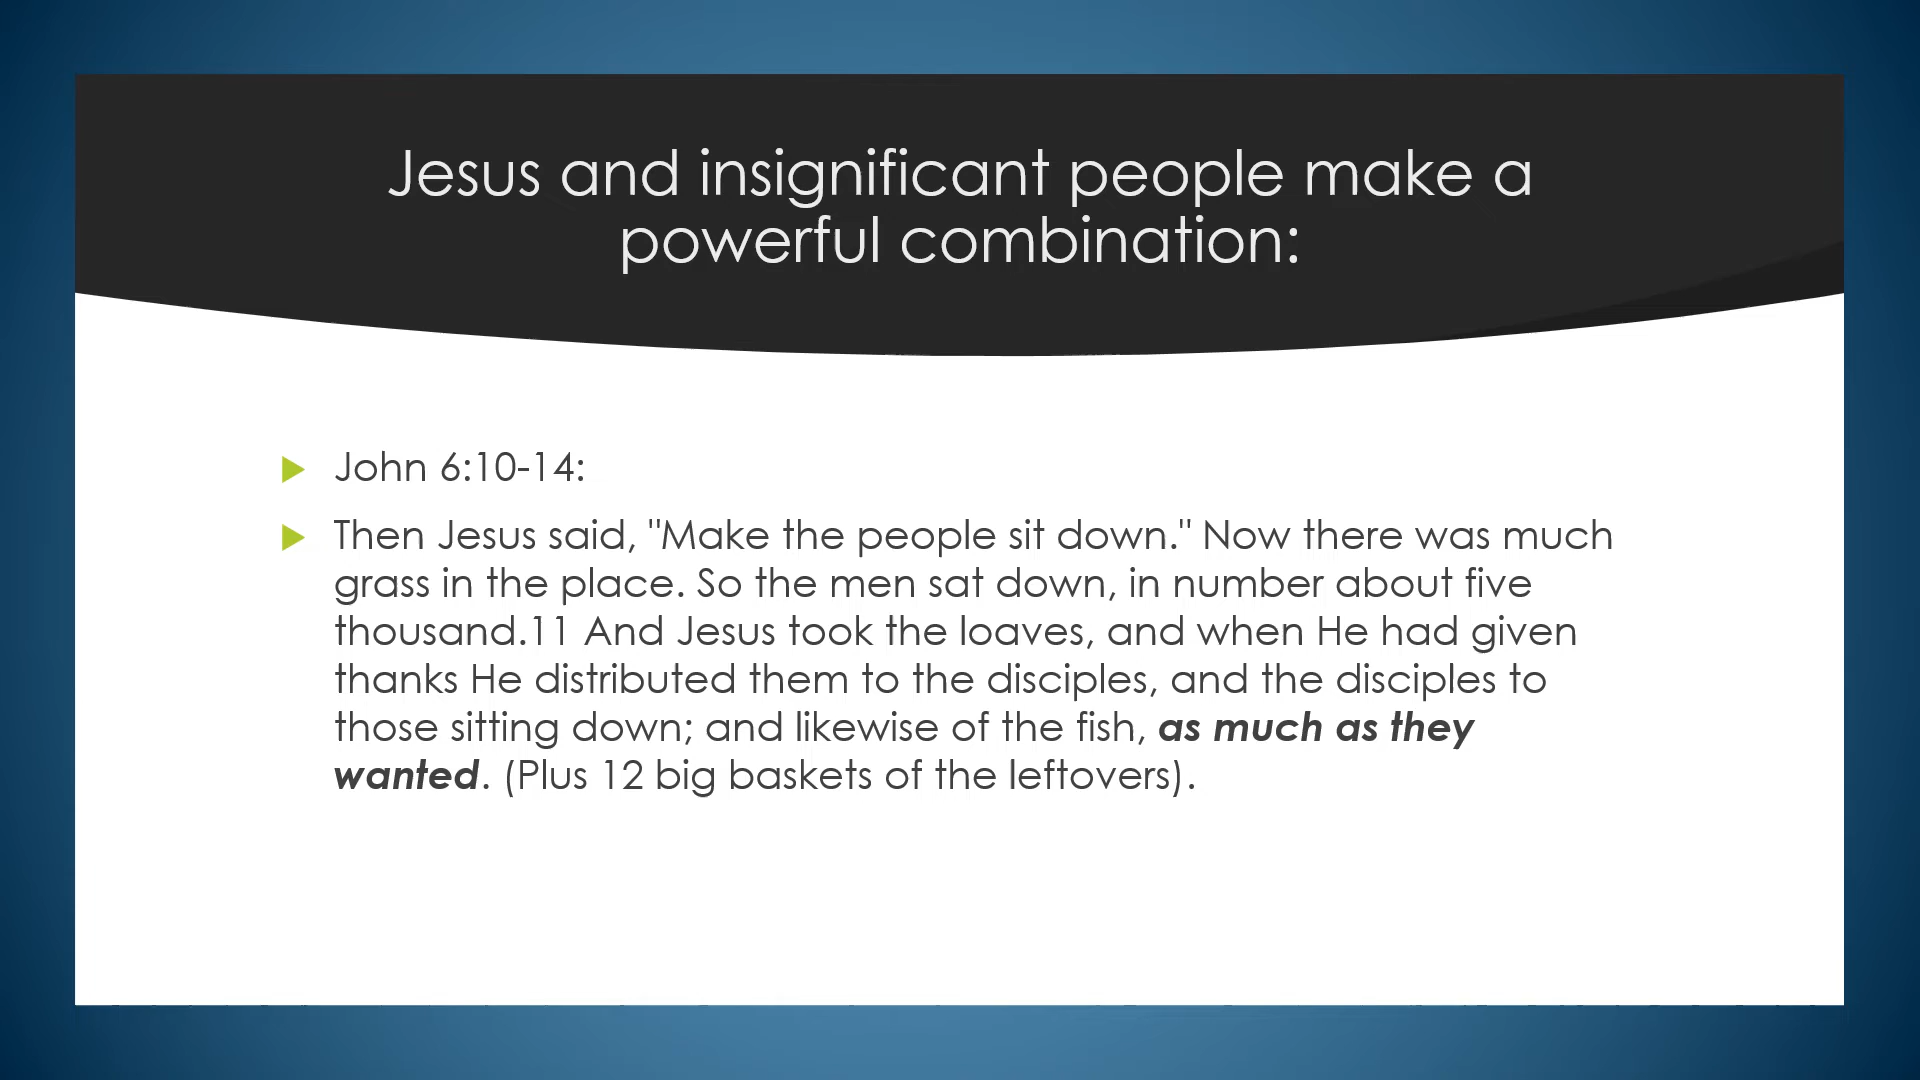 Jesus and insignificant people make a
powerful combination:
John 6:10-14:
Then Jesus said, "Make the people sit down." Now there was much
grass in the place. So the men sat down, in number about five
thousand.11 And Jesus took the loaves, and when He had given
thanks He distributed them to the disciples, and the disciples to
those sitting down; and likewise of the fish, as much as they
wanted. (Plus 12 big baskets of the leftovers).